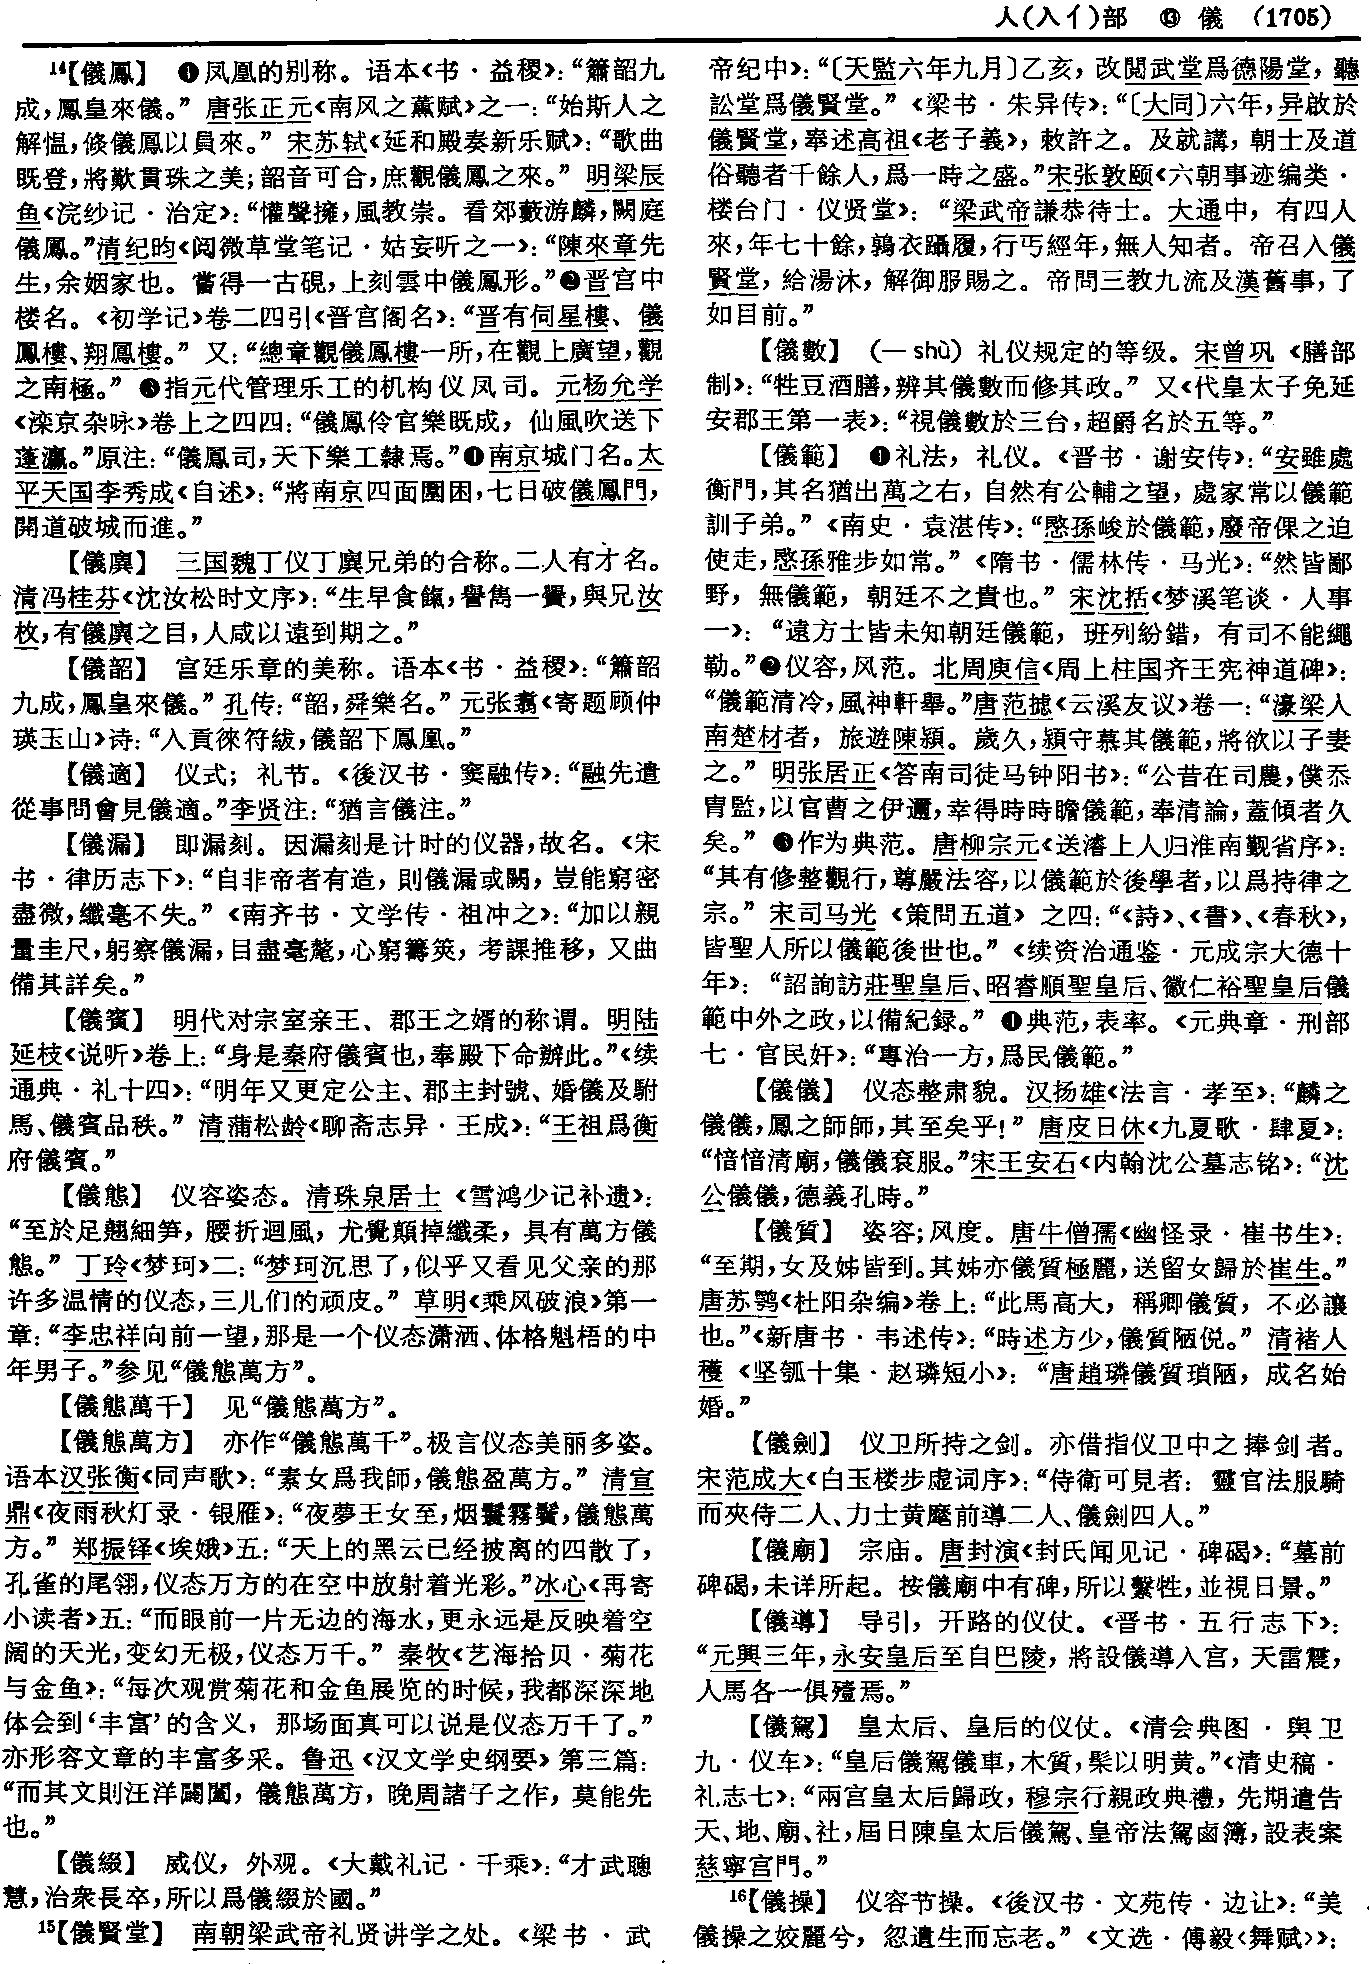 人(入亻)部 ⑬ 儀 (1705)
14【儀鳳】 ❶凤凰的别称。语本《书·益稷》：“簫韶九
成，鳳皇來儀。” 唐张正元《南风之薰赋》之一：“始斯人之
解愠，倏儀鳳以員來。” 宋苏轼《延和殿奏新乐赋》：“歌曲
既登，將歎貫珠之美；韶音可合，庶觀儀鳳之來。” 明梁辰
鱼《浣纱记·治定》：“懽聲擁，風教崇。看郊藪游麟，闕庭
儀鳳。”清纪昀《阅微草堂笔记·姑妄听之一》：“陳來章先
生，余姻家也。嘗得一古硯，上刻雲中儀鳳形。”❷晋宫中
楼名。《初学记》卷二四引《晋宫阁名》：“晋有伺星樓、儀
鳳樓、翔鳳樓。” 又：“總章觀儀鳳樓一所，在觀上廣望，觀
之南極。” ❸指元代管理乐工的机构仪凤司。元杨允孚
《滦京杂咏》卷上之四四：“儀鳳伶官樂既成，仙風吹送下
蓬瀛。”原注：“儀鳳司，天下樂工隸焉。”❹南京城门名。太
平天国李秀成《自述》：“將南京四面圍困，七日破儀鳳門，
開道破城而進。”
【儀廙】 三国魏丁仪丁廙兄弟的合称。二人有才名。
清冯桂芬《沈汝松时文序》：“生早食餼，譽雋一黌，與兄汝
枚，有儀廙之目，人咸以遠到期之。”
【儀韶】 宫廷乐章的美称。语本《书·益稷》：“簫韶
九成，鳳皇來儀。” 孔传：“韶，舜樂名。” 元张翥《寄题顾仲
瑛玉山》诗：“入貢徠符紱，儀韶下鳳凰。”
【儀適】 仪式；礼节。《後汉书·窦融传》：“融先遣
從事問會見儀適。”李贤注：“猶言儀注。”
【儀漏】 即漏刻。因漏刻是计时的仪器，故名。《宋
书·律历志下》：“自非帝者有造，則儀漏或闕，豈能窮密
盡微，纖毫不失。” 《南齐书·文学传·祖冲之》：“加以親
量圭尺，躬察儀漏，目盡毫氂，心窮籌筴，考課推移，又曲
備其詳矣。”
【儀賓】 明代对宗室亲王、郡王之婿的称谓。明陆
延枝《说听》卷上：“身是秦府儀賓也，奉殿下命辦此。”《续
通典·礼十四》：“明年又更定公主、郡主封號、婚儀及駙
馬、儀賓品秩。” 清蒲松龄《聊斋志异·王成》：“王祖爲衡
府儀賓。”
【儀態】 仪容姿态。清珠泉居士《雪鸿少记补遗》：
“至於足翹細笋，腰折迴風，尤覺顛掉纖柔，具有萬方儀
態。” 丁玲《梦珂》二：“梦珂沉思了，似乎又看见父亲的那
许多温情的仪态，三儿们的顽皮。” 草明《乘风破浪》第一
章：“李忠祥向前一望，那是一个仪态潇洒、体格魁梧的中
年男子。”参见“儀態萬方”。
【儀態萬千】 见“儀態萬方”。
【儀態萬方】 亦作“儀態萬千”。极言仪态美丽多姿。
语本汉张衡《同声歌》：“素女爲我師，儀態盈萬方。” 清宣
鼎《夜雨秋灯录·银雁》：“夜夢王女至，烟鬟霧鬢，儀態萬
方。” 郑振铎《埃娥》五：“天上的黑云已经披离的四散了，
孔雀的尾翎，仪态万方的在空中放射着光彩。”冰心《再寄
小读者》五：“而眼前一片无边的海水，更永远是反映着空
阔的天光，变幻无极，仪态万千。” 秦牧《艺海拾贝·菊花
与金鱼》：“每次观赏菊花和金鱼展览的时候，我都深深地
体会到‘丰富’的含义，那场面真可以说是仪态万千了。”
亦形容文章的丰富多采。鲁迅《汉文学史纲要》第三篇：
“而其文則汪洋闢闔，儀態萬方，晚周諸子之作，莫能先
也。”
【儀綴】 威仪，外观。《大戴礼记·千乘》：“才武聰
慧，治衆長卒，所以爲儀綴於國。”
15【儀賢堂】 南朝梁武帝礼贤讲学之处。《梁书·武
帝纪中》：“〔天監六年九月〕乙亥，改閲武堂爲德陽堂，聽
訟堂爲儀賢堂。” 《梁书·朱异传》：“〔大同〕六年，异啟於
儀賢堂，奉述高祖《老子義》，敕許之。及就講，朝士及道
俗聽者千餘人，爲一時之盛。”宋张敦颐《六朝事迹编类·
楼台门·仪贤堂》：“梁武帝謙恭待士。大通中，有四人
來，年七十餘，鶉衣躡履，行丐經年，無人知者。帝召入儀
賢堂，給湯沐，解御服賜之。帝問三教九流及漢舊事，了
如目前。”
【儀數】 （—shù）礼仪规定的等级。宋曾巩《膳部
制》：“牲豆酒膳，辨其儀數而修其政。” 又《代皇太子免延
安郡王第一表》：“視儀數於三台，超爵名於五等。”
【儀範】 ❶礼法，礼仪。《晋书·谢安传》：“安雖處
衡門，其名猶出萬之右，自然有公輔之望，處家常以儀範
訓子弟。” 《南史·袁湛传》：“愍孫峻於儀範，廢帝倮之迫
使走，愍孫雅步如常。” 《隋书·儒林传·马光》：“然皆鄙
野，無儀範，朝廷不之貴也。” 宋沈括《梦溪笔谈·人事
一》：“遠方士皆未知朝廷儀範，班列紛錯，有司不能繩
勒。”❷仪容，风范。北周庾信《周上柱国齐王宪神道碑》：
“儀範清冷，風神軒舉。”唐范摅《云溪友议》卷一：“濠梁人
南楚材者，旅遊陳潁。歲久，潁守慕其儀範，將欲以子妻
之。” 明张居正《答南司徒马钟阳书》：“公昔在司農，僕忝
胄監，以官曹之伊邇，幸得時時瞻儀範，奉清論，蓋傾者久
矣。” ❸作为典范。唐柳宗元《送濬上人归淮南觐省序》：
“其有修整觀行，尊嚴法容，以儀範於後學者，以爲持律之
宗。” 宋司马光《策問五道》之四：“《詩》、《書》、《春秋》，
皆聖人所以儀範後世也。” 《续资治通鉴·元成宗大德十
年》：“詔詢訪莊聖皇后、昭睿順聖皇后、徽仁裕聖皇后儀
範中外之政，以備紀録。” ❹典范，表率。《元典章·刑部
七·官民奸》：“專治一方，爲民儀範。”
【儀儀】 仪态整肃貌。汉扬雄《法言·孝至》：“麟之
儀儀，鳳之師師，其至矣乎！” 唐皮日休《九夏歌·肆夏》：
“愔愔清廟，儀儀衮服。”宋王安石《内翰沈公墓志铭》：“沈
公儀儀，德義孔時。”
【儀質】 姿容；风度。唐牛僧孺《幽怪录·崔书生》：
“至期，女及姊皆到。其姊亦儀質極麗，送留女歸於崔生。”
唐苏鹗《杜阳杂编》卷上：“此馬高大，稱卿儀質，不必讓
也。”《新唐书·韦述传》：“時述方少，儀質陋侻。” 清褚人
穫《坚瓠十集·赵璘短小》：“唐趙璘儀質瑣陋，成名始
婚。”
【儀劍】 仪卫所持之剑。亦借指仪卫中之捧剑者。
宋范成大《白玉楼步虚词序》：“侍衛可見者：靈官法服騎
而夾侍二人、力士黄麾前導二人、儀劍四人。”
【儀廟】 宗庙。唐封演《封氏闻见记·碑碣》：“墓前
碑碣，未详所起。按儀廟中有碑，所以繫牲，並視日景。”
【儀導】 导引，开路的仪仗。《晋书·五行志下》：
“元興三年，永安皇后至自巴陵，將設儀導入宫，天雷震，
人馬各一俱殪焉。”
【儀駕】 皇太后、皇后的仪仗。《清会典图·舆卫
九·仪车》：“皇后儀駕儀車，木質，髹以明黄。”《清史稿·
礼志七》：“兩宫皇太后歸政，穆宗行親政典禮，先期遣告
天、地、廟、社，屆日陳皇太后儀駕、皇帝法駕鹵簿，設表案
慈寧宫門。”
16【儀操】 仪容节操。《後汉书·文苑传·边让》：“美
儀操之姣麗兮，忽遺生而忘老。” 《文选·傅毅〈舞赋〉》：